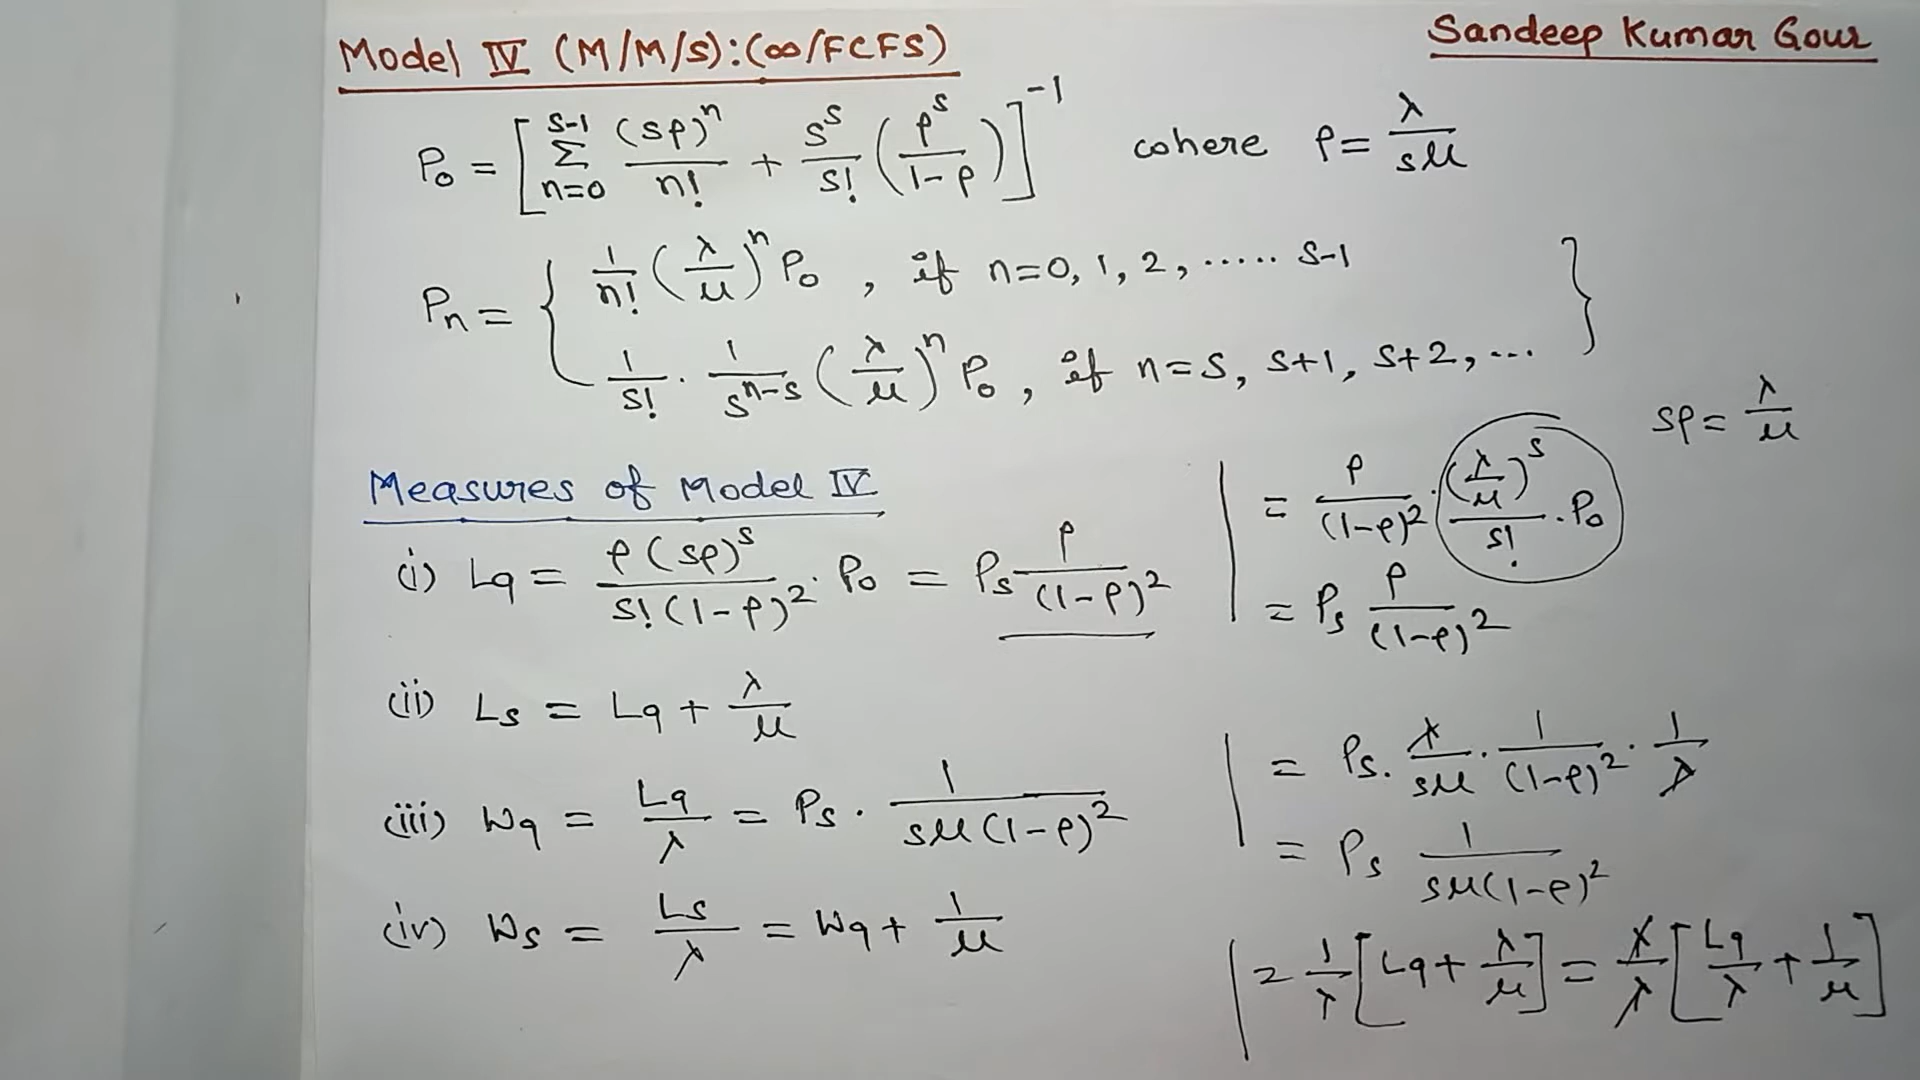 Model IV (M/M/S):(∞/FCFS)
Sandeep Kumar Gour
P₀ = [ Σ_{n=0}^{s-1} (sρ)ⁿ/n! + s^s/s! (ρ^s/(1-ρ)) ]^{-1} where ρ = λ/sμ
Pₙ = { 1/n! (λ/μ)ⁿ P₀ , if n=0, 1, 2, ..... s-1
1/s! · 1/s^{n-s} (λ/μ)ⁿ P₀ , if n=s, s+1, s+2, ... }
sρ = λ/μ
Measures of Model IV
(i) Lq = ρ(sρ)^s / s!(1-ρ)² · P₀ = Ps ρ/(1-ρ)²
= ρ/(1-ρ)² · (λ/μ)^s/s! · P₀
= Ps ρ/(1-ρ)²
(ii) Ls = Lq + λ/μ
(iii) Wq = Lq/λ = Ps · 1/sμ(1-ρ)²
= Ps · λ/sμ · 1/(1-ρ)² · 1/λ
= Ps 1/sμ(1-ρ)²
(iv) Ws = Ls/λ = Wq + 1/μ
= 1/λ [Lq + λ/μ] = λ/λ [Lq/λ + 1/μ]